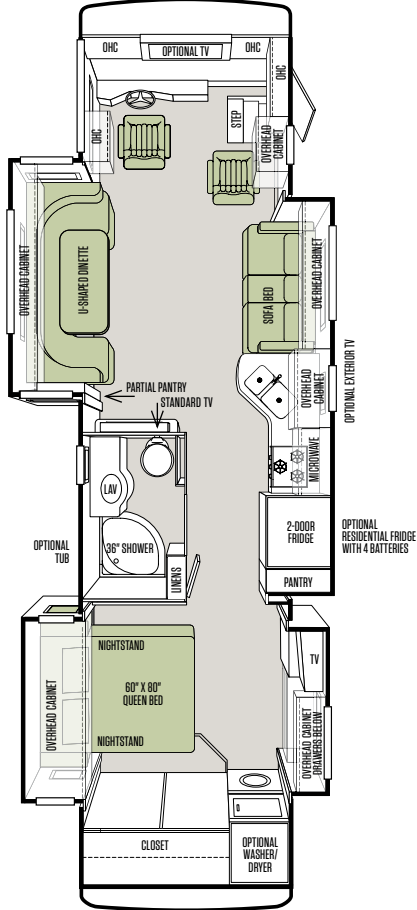 OHC
OPTIONAL TV
OHC
OHC
OHC
STEP
OVERHEAD
CABINET
OVERHEAD CABINET
U-SHAPED DINETTE
SOFA BED
OVERHEAD CABINET
PARTIAL PANTRY
STANDARD TV
OVERHEAD
CABINET
OPTIONAL EXTERIOR TV
MICROWAVE
LAV
36" SHOWER
OPTIONAL
TUB
LINENS
2-DOOR
FRIDGE
OPTIONAL
RESIDENTIAL FRIDGE
WITH 4 BATTERIES
PANTRY
NIGHTSTAND
60" X 80"
QUEEN BED
NIGHTSTAND
OVERHEAD CABINET
TV
OVERHEAD CABINET
DRAWERS BELOW
CLOSET
OPTIONAL
WASHER/
DRYER